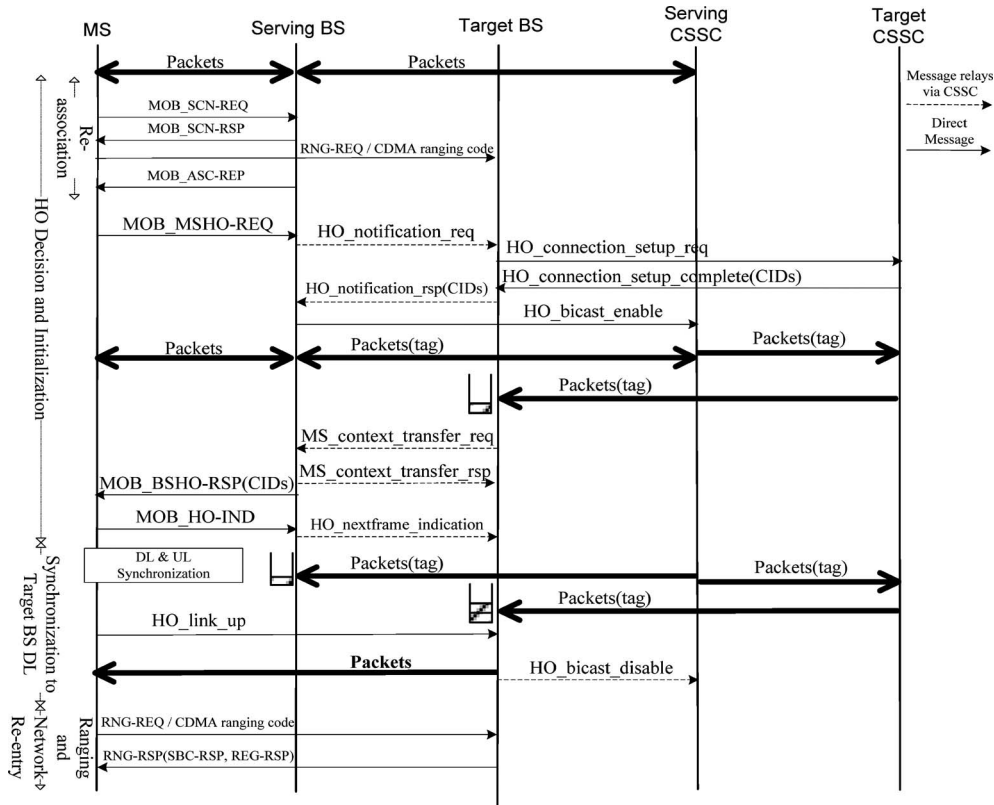 MS
Serving BS
Target BS
Serving
CSSC
Target
CSSC
Packets
Packets
Message relays
via CSSC
Direct
Message
MOB_SCN-REQ
MOB_SCN-RSP
RNG-REQ / CDMA ranging code
MOB_ASC-REP
Re-
association
MOB_MSHO-REQ
HO_notification_req
HO_connection_setup_req
HO_connection_setup_complete(CIDs)
HO_notification_rsp(CIDs)
HO_bicast_enable
Packets
Packets(tag)
Packets(tag)
Packets(tag)
HO Decision and Initialization
MS_context_transfer_req
MS_context_transfer_rsp
MOB_BSHO-RSP(CIDs)
MOB_HO-IND
HO_nextframe_indication
DL & UL
Synchronization
Packets(tag)
Packets(tag)
Packets(tag)
HO_link_up
Packets
HO_bicast_disable
Synchronization to
Target BS DL
RNG-REQ / CDMA ranging code
RNG-RSP(SBC-RSP, REG-RSP)
Ranging
and
Network
Re-entry